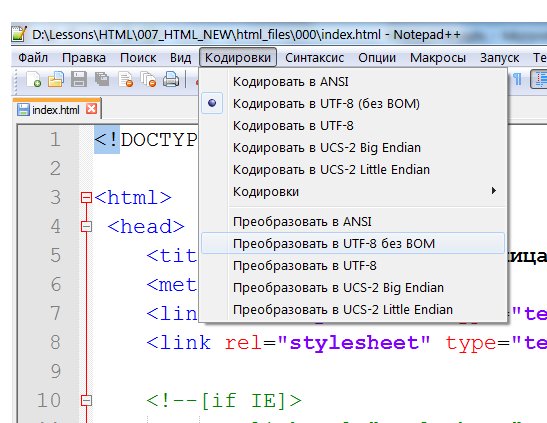 D:\Lessons\HTML\007_HTML_NEW\html_files\000\index.html - Notepad++
Файл Правка Поиск Вид Кодировки Синтаксис Опции Макросы Запуск Те
index.html
Кодировать в ANSI
Кодировать в UTF-8 (без BOM)
Кодировать в UTF-8
Кодировать в UCS-2 Big Endian
Кодировать в UCS-2 Little Endian
Кодировки
Преобразовать в ANSI
Преобразовать в UTF-8 без BOM
Преобразовать в UTF-8
Преобразовать в UCS-2 Big Endian
Преобразовать в UCS-2 Little Endian
1 <!DOCTYP
2
3 <html>
4 <head>
5 <tit ица
6 <met
7 <lin "te
8 <link rel="stylesheet" type="te
9
10 <!--[if IE]>